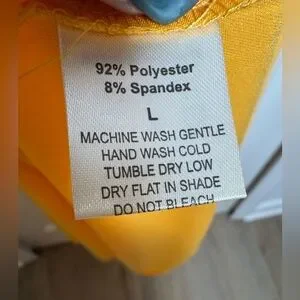 92% Polyester
8% Spandex
L
MACHINE WASH GENTLE
HAND WASH COLD
TUMBLE DRY LOW
DRY FLAT IN SHADE
DO NOT BLEACH